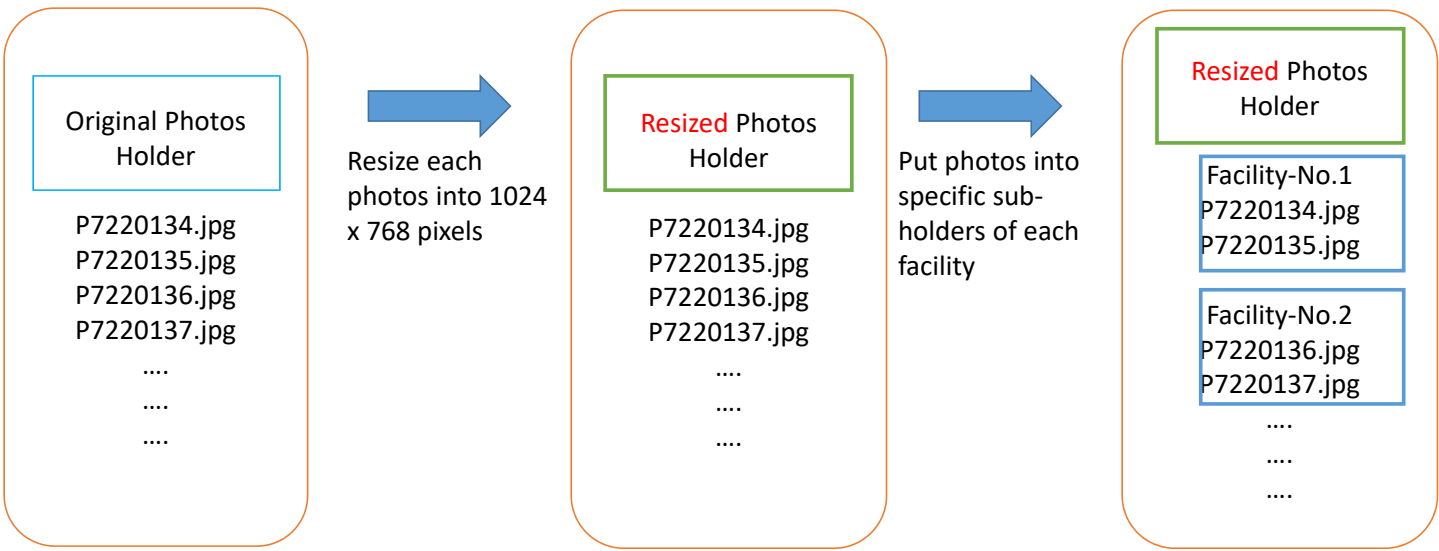 Original Photos
Holder
P7220134.jpg
P7220135.jpg
P7220136.jpg
P7220137.jpg
....
....
....
Resize each
photos into 1024
x 768 pixels
Resized Photos
Holder
P7220134.jpg
P7220135.jpg
P7220136.jpg
P7220137.jpg
....
....
....
Put photos into
specific sub-
holders of each
facility
Resized Photos
Holder
Facility-No.1
P7220134.jpg
P7220135.jpg
Facility-No.2
P7220136.jpg
P7220137.jpg
....
....
....